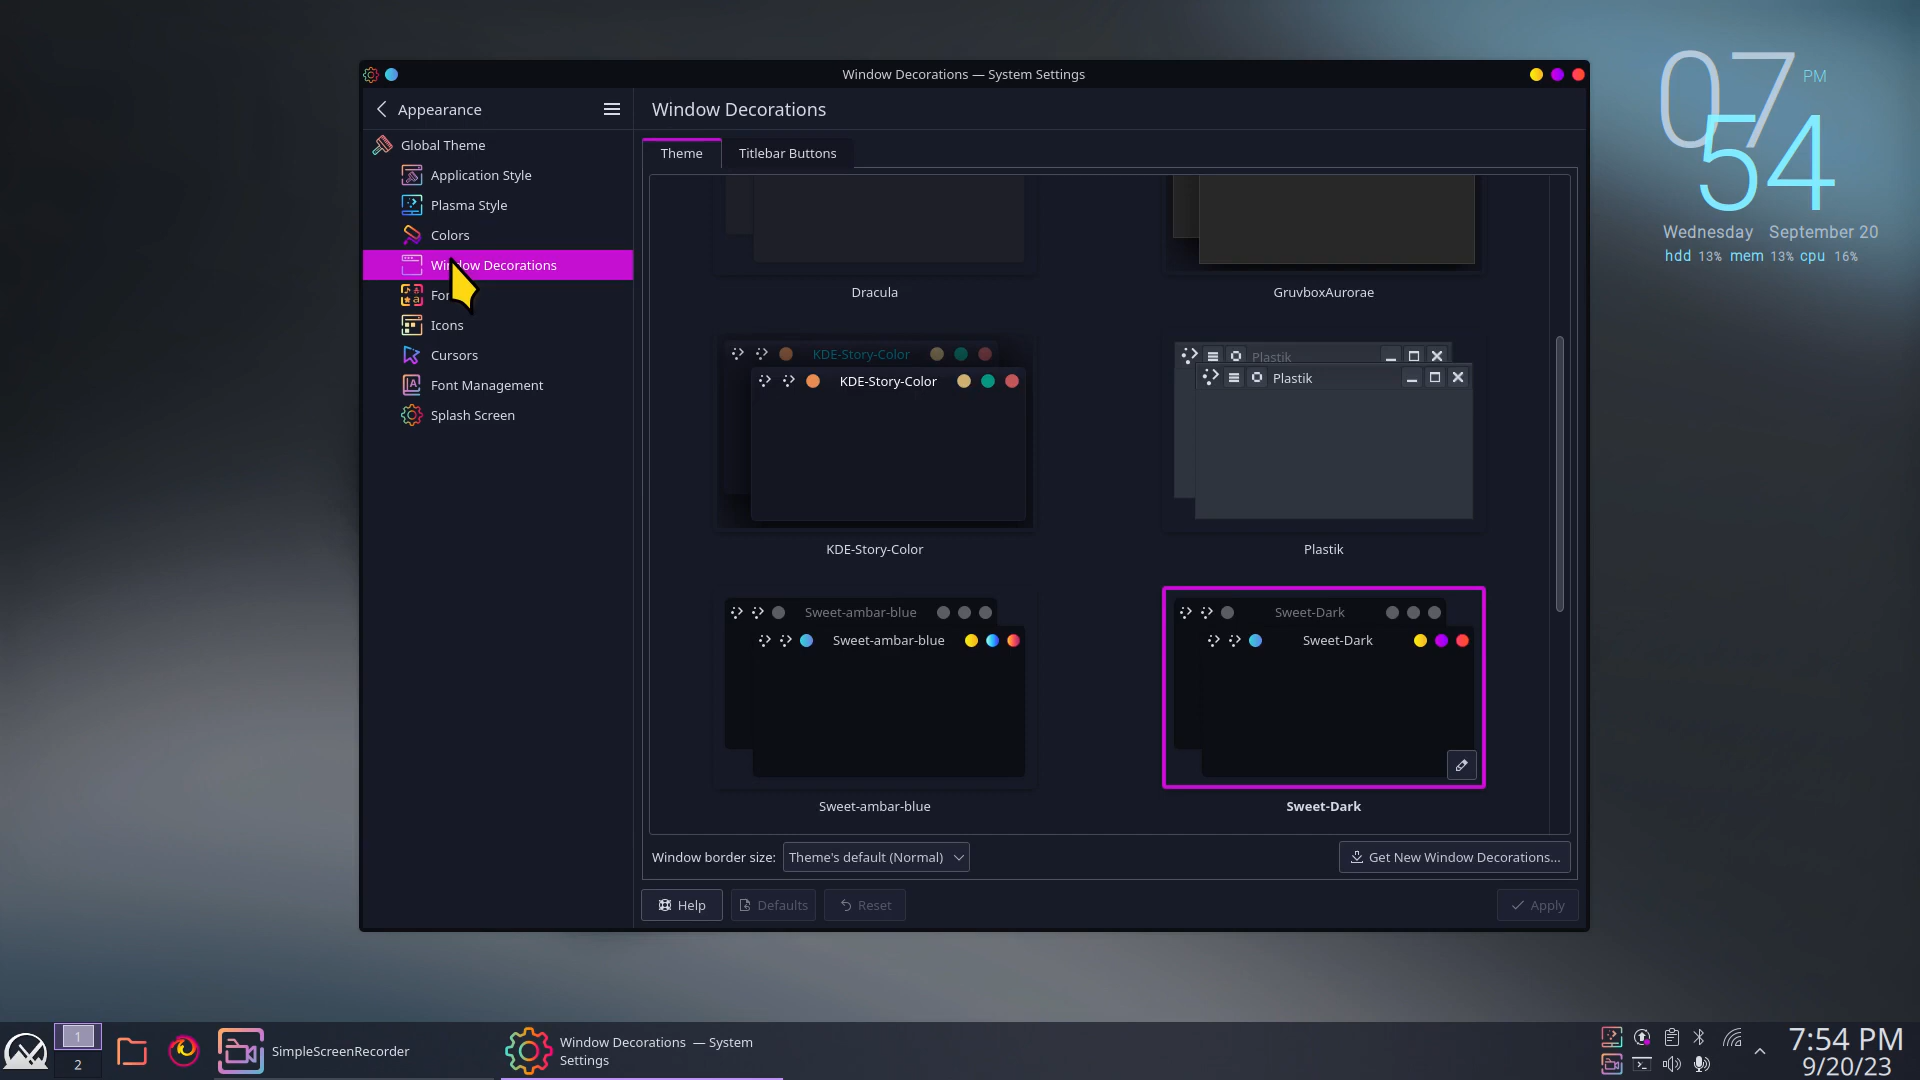 Window Decorations — System Settings
07 PM
54
Wednesday September 20
hdd 13% mem 13% cpu 16%
Appearance
Window Decorations
Global Theme
Application Style
Plasma Style
Colors
Window Decorations
Icons
Cursors
Font Management
Splash Screen
Theme
Titlebar Buttons
Dracula
GruvboxAurorae
KDE-Story-Color
KDE-Story-Color
KDE-Story-Color
Plastik
Plastik
Plastik
Sweet-ambar-blue
Sweet-ambar-blue
Sweet-ambar-blue
Sweet-Dark
Sweet-Dark
Sweet-Dark
Window border size: Theme's default (Normal)
Get New Window Decorations...
Help
Defaults
Reset
Apply
1
2
SimpleScreenRecorder
Window Decorations — System
Settings
7:54 PM
9/20/23